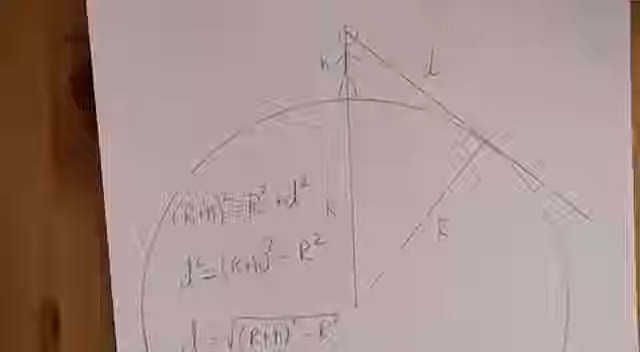 h
d
(R+h)² = R² + d²
R
R
d² = (R+h)² - R²
d = √(R+h)² - R²